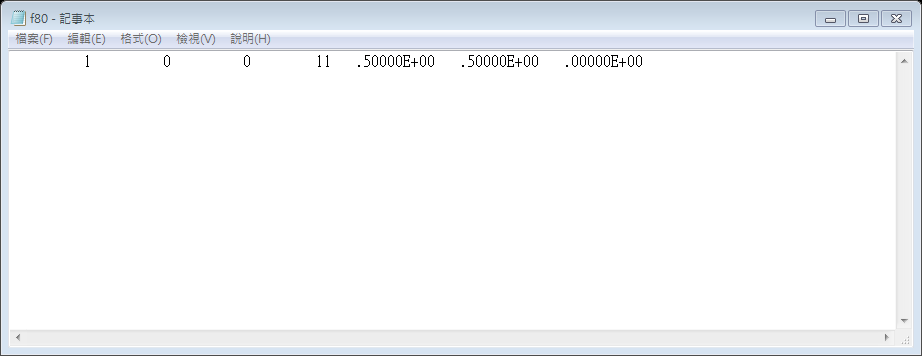 f80 - 記事本
檔案(F) 編輯(E) 格式(O) 檢視(V) 說明(H)
1 0 0 11 .50000E+00 .50000E+00 .00000E+00